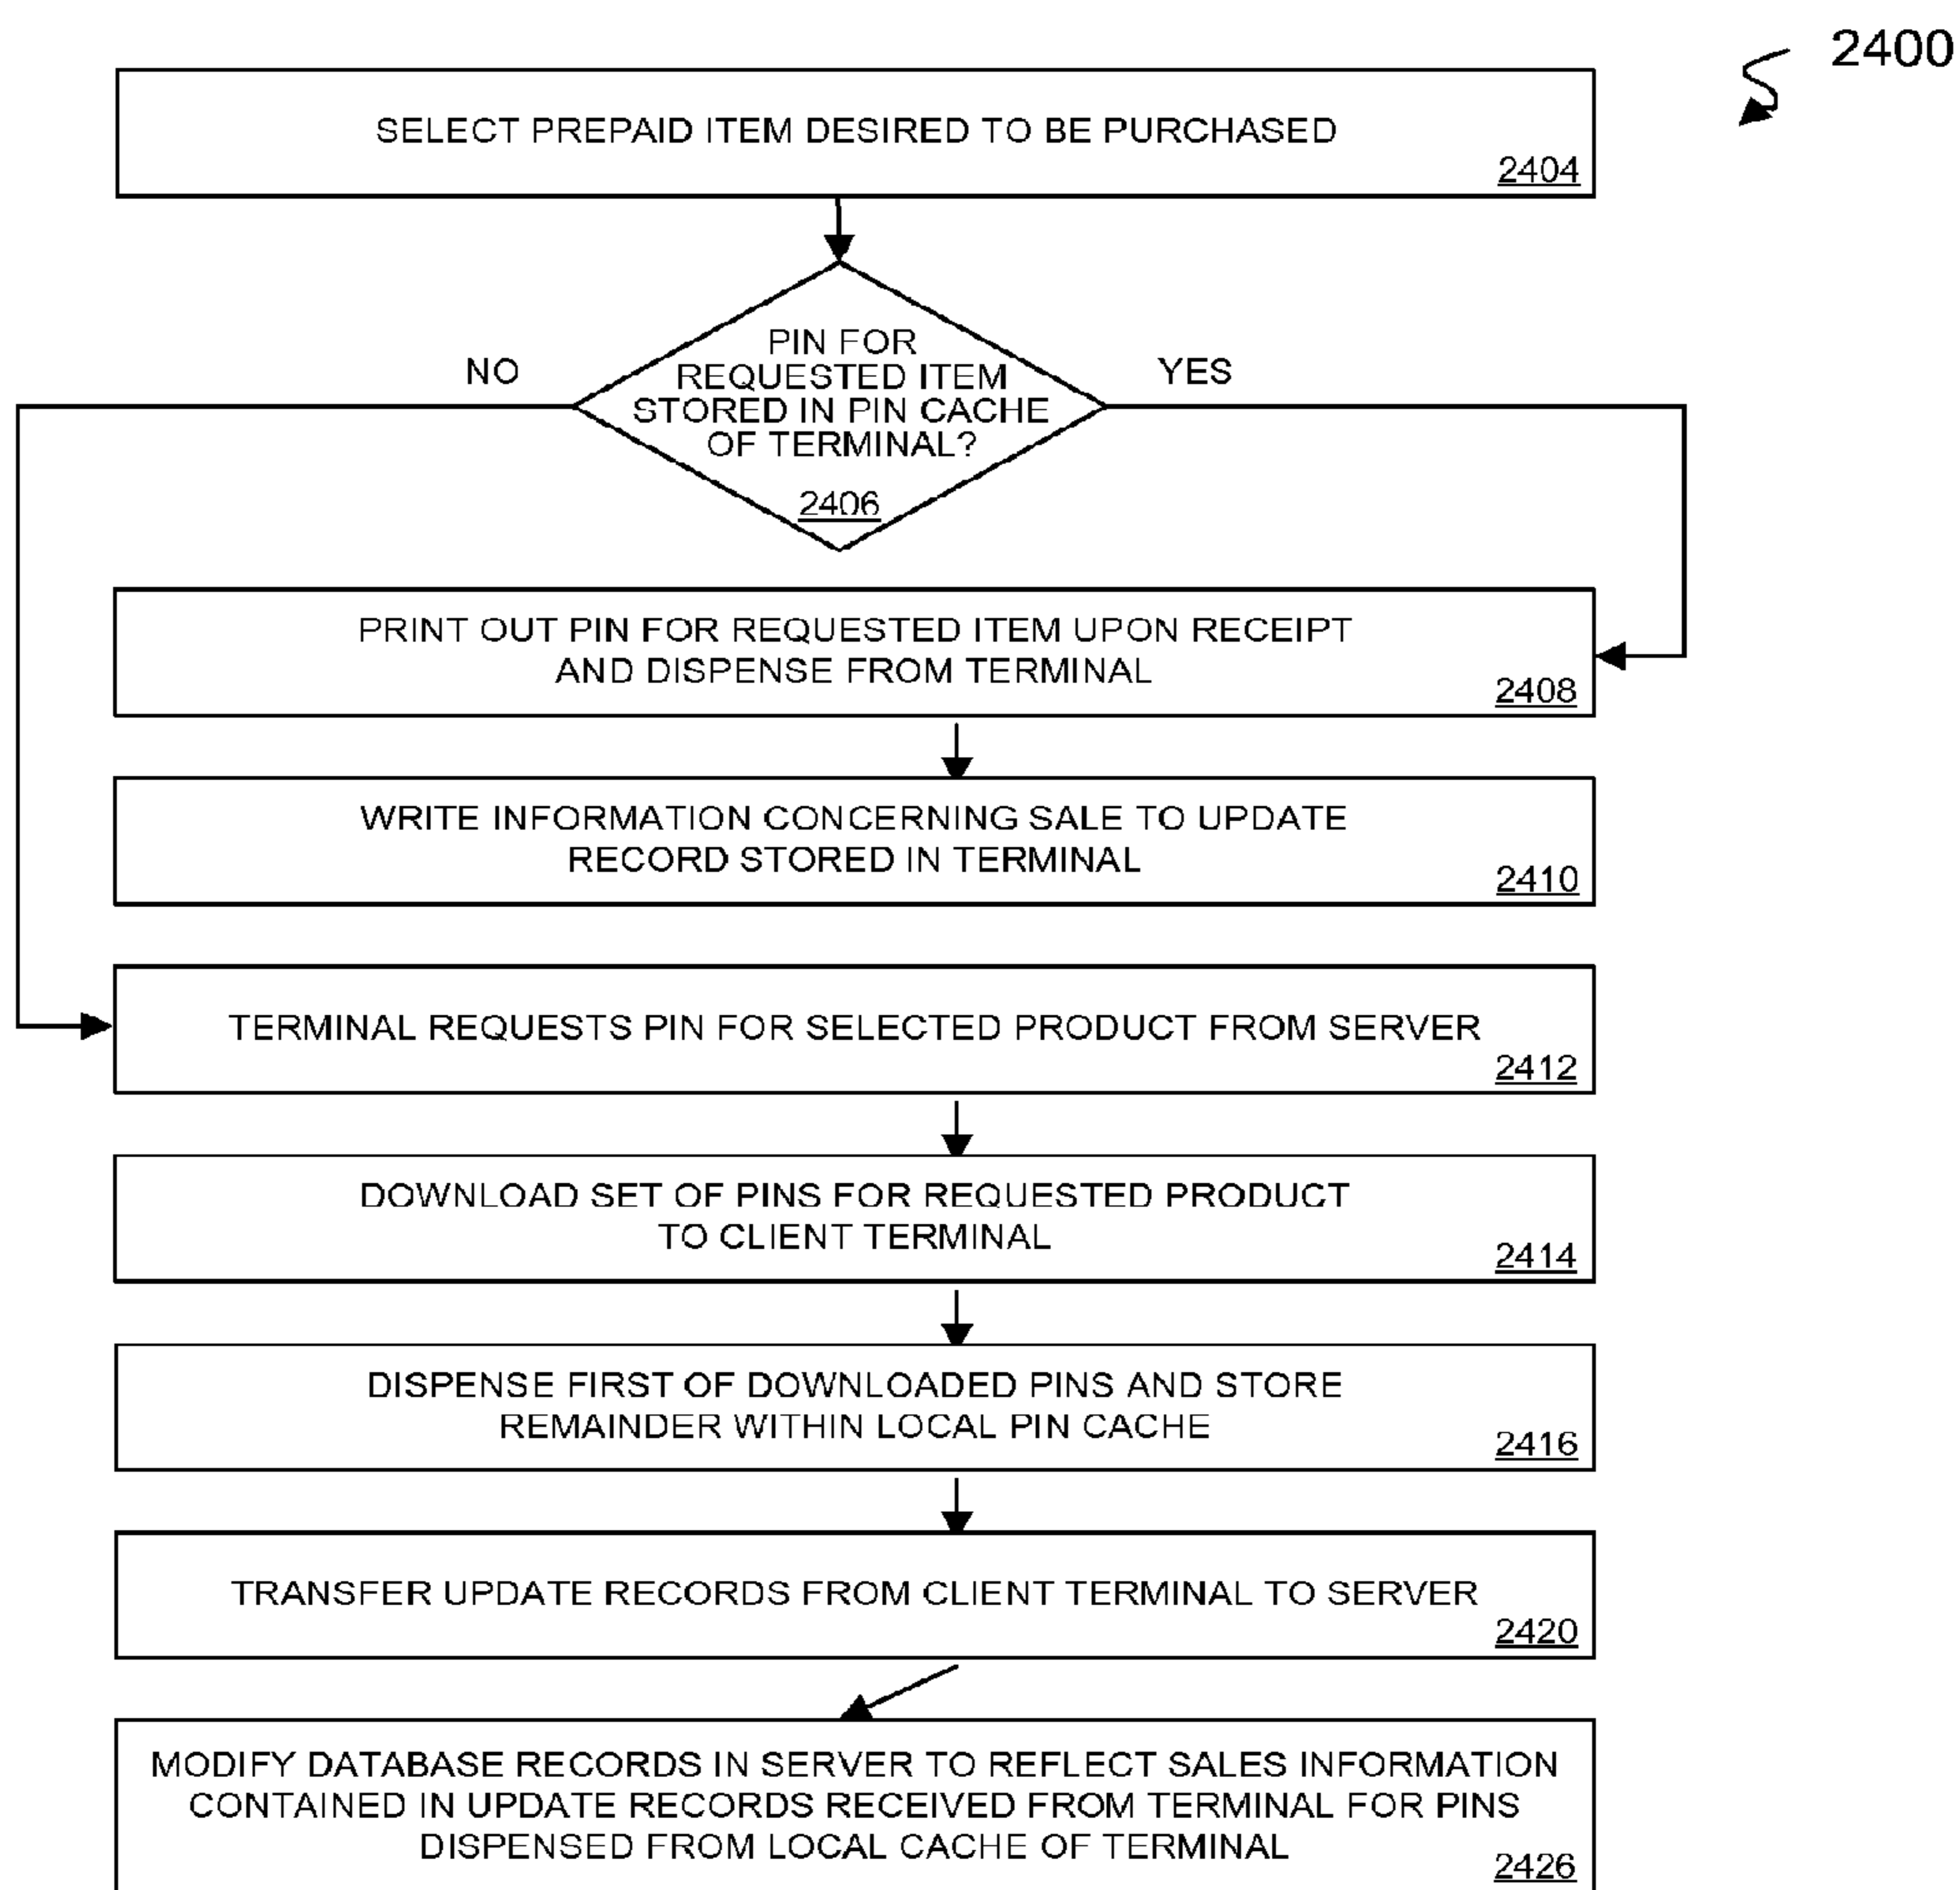 2400
SELECT PREPAID ITEM DESIRED TO BE PURCHASED
2404
NO
YES
PIN FOR
REQUESTED ITEM
STORED IN PIN CACHE
OF TERMINAL?
2406
PRINT OUT PIN FOR REQUESTED ITEM UPON RECEIPT
AND DISPENSE FROM TERMINAL
2408
WRITE INFORMATION CONCERNING SALE TO UPDATE
RECORD STORED IN TERMINAL
2410
TERMINAL REQUESTS PIN FOR SELECTED PRODUCT FROM SERVER
2412
DOWNLOAD SET OF PINS FOR REQUESTED PRODUCT
TO CLIENT TERMINAL
2414
DISPENSE FIRST OF DOWNLOADED PINS AND STORE
REMAINDER WITHIN LOCAL PIN CACHE
2416
TRANSFER UPDATE RECORDS FROM CLIENT TERMINAL TO SERVER
2420
MODIFY DATABASE RECORDS IN SERVER TO REFLECT SALES INFORMATION
CONTAINED IN UPDATE RECORDS RECEIVED FROM TERMINAL FOR PINS
DISPENSED FROM LOCAL CACHE OF TERMINAL
2426